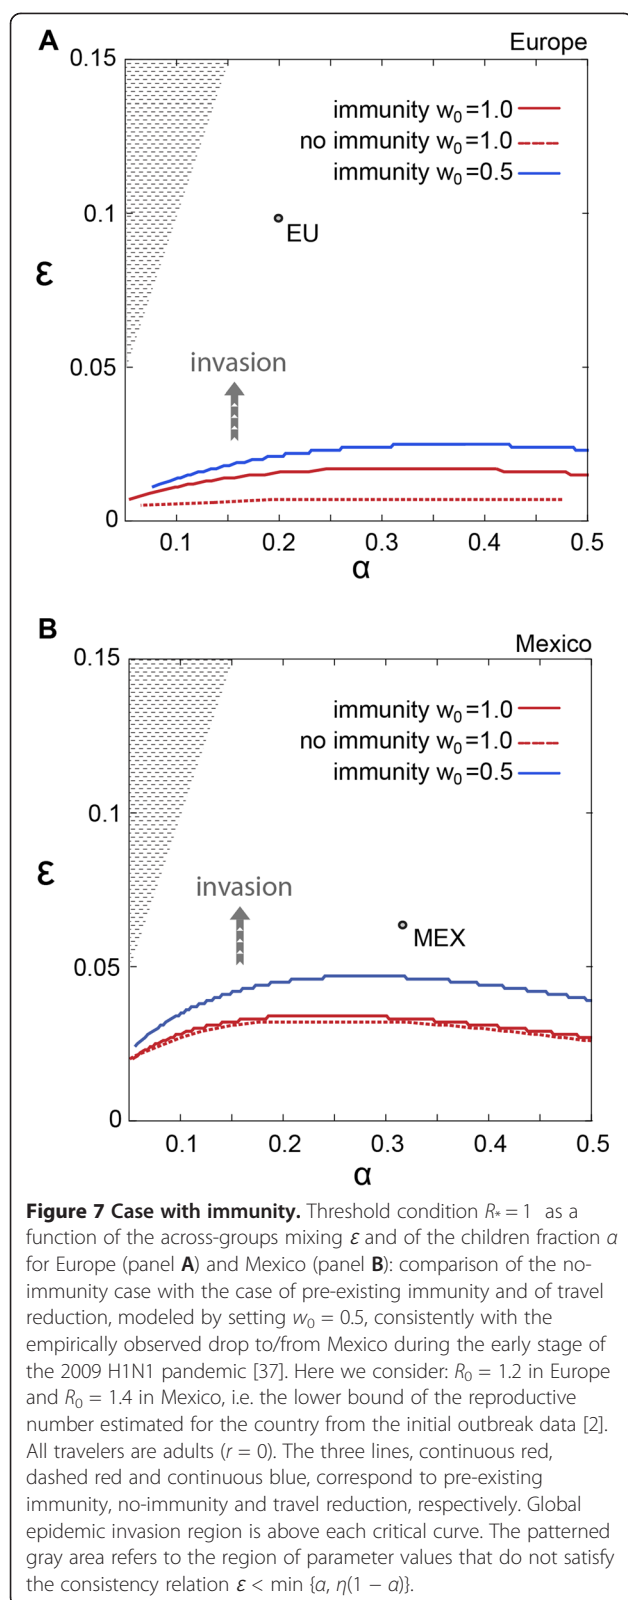 A
Europe
0.15
immunity w0=1.0
no immunity w0=1.0
immunity w0=0.5
0.1
EU
ε
0.05
invasion
0
0.1 0.2 0.3 0.4 0.5
α
B
Mexico
0.15
immunity w0=1.0
no immunity w0=1.0
immunity w0=0.5
0.1
ε
invasion
MEX
0.05
0
0.1 0.2 0.3 0.4 0.5
α
Figure 7 Case with immunity. Threshold condition R* = 1 as a
function of the across-groups mixing ε and of the children fraction α
for Europe (panel A) and Mexico (panel B): comparison of the no-
immunity case with the case of pre-existing immunity and of travel
reduction, modeled by setting w0 = 0.5, consistently with the
empirically observed drop to/from Mexico during the early stage of
the 2009 H1N1 pandemic [37]. Here we consider: R0 = 1.2 in Europe
and R0 = 1.4 in Mexico, i.e. the lower bound of the reproductive
number estimated for the country from the initial outbreak data [2].
All travelers are adults (r = 0). The three lines, continuous red,
dashed red and continuous blue, correspond to pre-existing
immunity, no-immunity and travel reduction, respectively. Global
epidemic invasion region is above each critical curve. The patterned
gray area refers to the region of parameter values that do not satisfy
the consistency relation ε < min {α, η(1 − α)}.